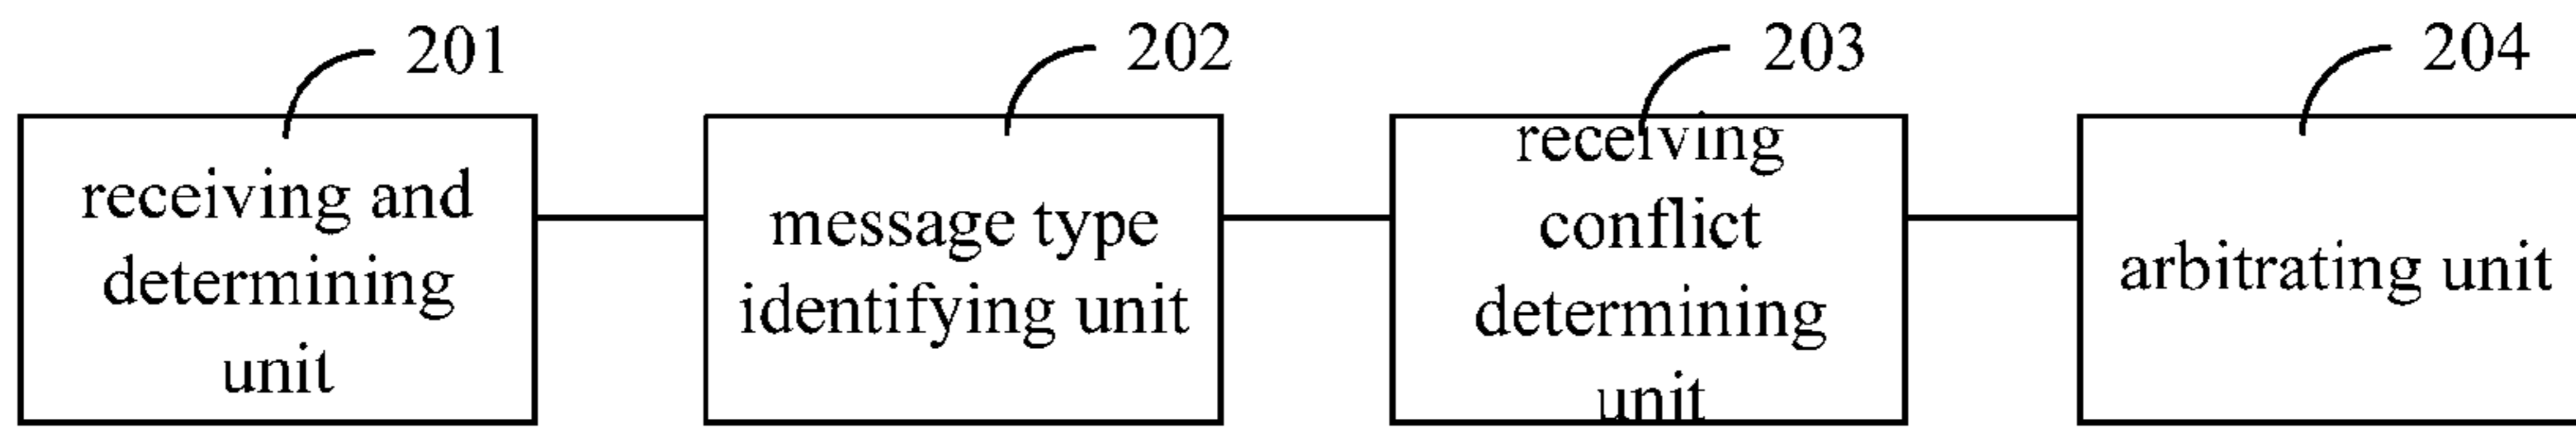 201
receiving and
determining
unit
202
message type
identifying unit
203
receiving
conflict
determining
unit
204
arbitrating unit